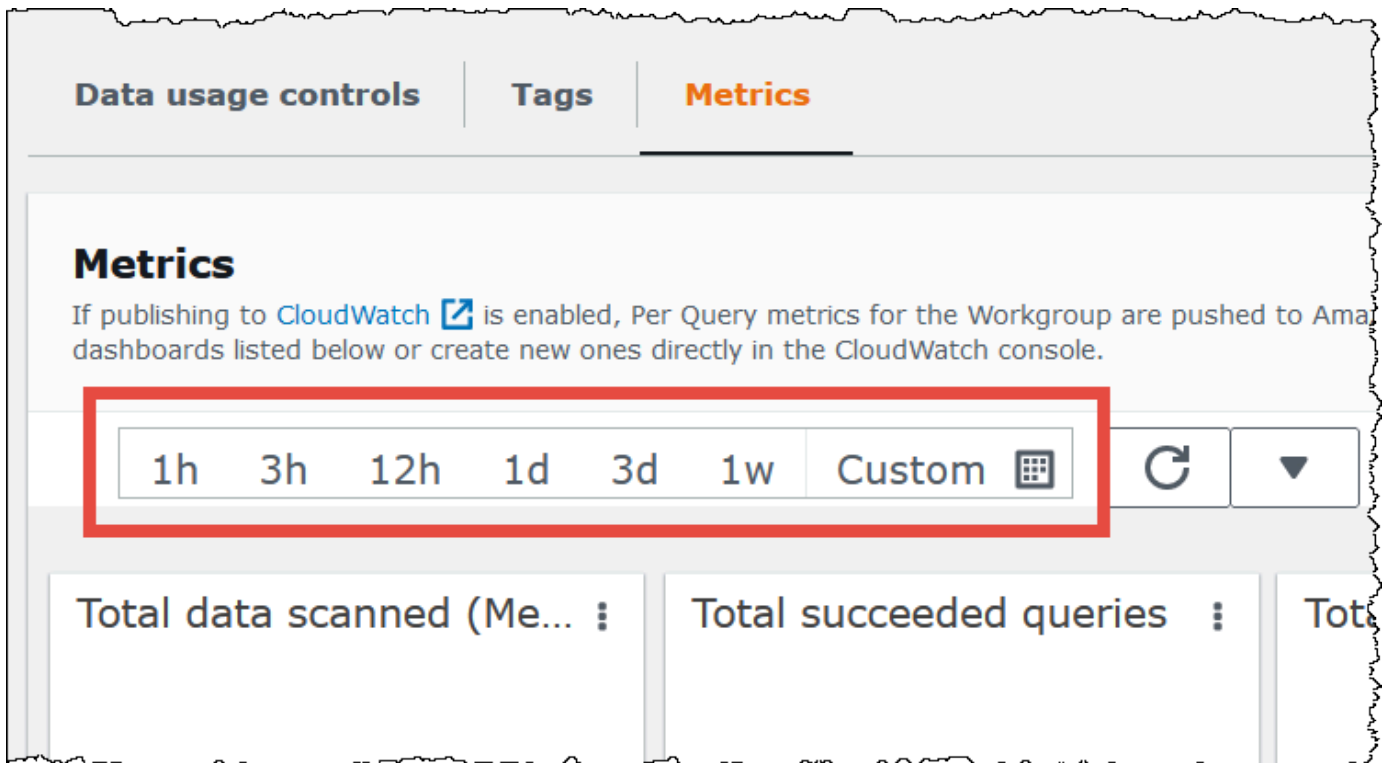 Data usage controls Tags Metrics
Metrics
If publishing to CloudWatch is enabled, Per Query metrics for the Workgroup are pushed to
dashboards listed below or create new ones directly in the CloudWatch console.
1h 3h 12h 1d 3d 1w Custom
Total data scanned (Me... Total succeeded queries